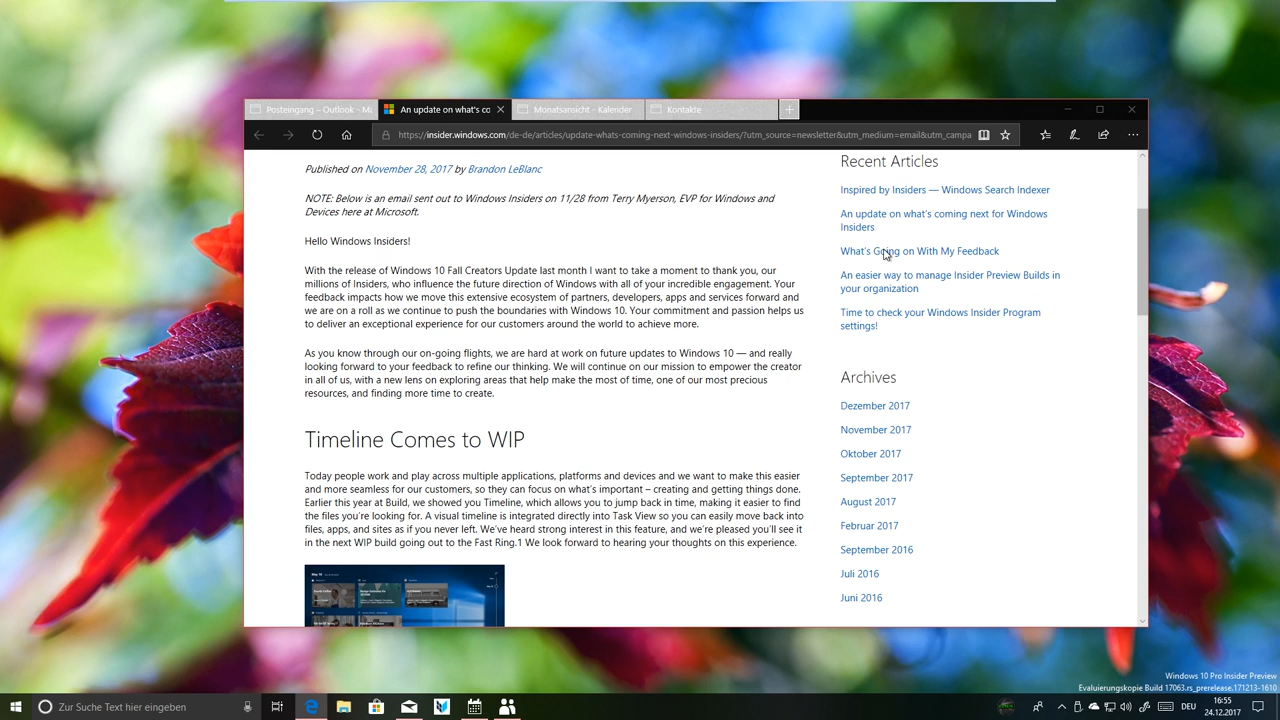 Posteingang – Outlook - Ma
An update on what's co
Monatsansicht - Kalender
Kontakte
https://insider.windows.com/de-de/articles/update-whats-coming-next-windows-insiders/?utm_source=newsletter&utm_medium=email&utm_campa
Published on November 28, 2017 by Brandon LeBlanc
NOTE: Below is an email sent out to Windows Insiders on 11/28 from Terry Myerson, EVP for Windows and
Devices here at Microsoft.
Hello Windows Insiders!
With the release of Windows 10 Fall Creators Update last month I want to take a moment to thank you, our
millions of Insiders, who influence the future direction of Windows with all of your incredible engagement. Your
feedback impacts how we move this extensive ecosystem of partners, developers, apps and services forward and
we are on a roll as we continue to push the boundaries with Windows 10. Your commitment and passion helps us
to deliver an exceptional experience for our customers around the world to achieve more.
As you know through our on-going flights, we are hard at work on future updates to Windows 10 — and really
looking forward to your feedback to refine our thinking. We will continue on our mission to empower the creator
in all of us, with a new lens on exploring areas that help make the most of time, one of our most precious
resources, and finding more time to create.
Timeline Comes to WIP
Today people work and play across multiple applications, platforms and devices and we want to make this easier
and more seamless for our customers, so they can focus on what's important – creating and getting things done.
Earlier this year at Build, we showed you Timeline, which allows you to jump back in time, making it easier to find
the files you're looking for. A visual timeline is integrated directly into Task View so you can easily move back into
files, apps, and sites as if you never left. We've heard strong interest in this feature, and we're pleased you'll see it
in the next WIP build going out to the Fast Ring.1 We look forward to hearing your thoughts on this experience.
Recent Articles
Inspired by Insiders — Windows Search Indexer
An update on what's coming next for Windows
Insiders
What's Going on With My Feedback
An easier way to manage Insider Preview Builds in
your organization
Time to check your Windows Insider Program
settings!
Archives
Dezember 2017
November 2017
Oktober 2017
September 2017
August 2017
Februar 2017
September 2016
Juli 2016
Juni 2016
Windows 10 Pro Insider Preview
Evaluierungskopie Build 17063.rs_prerelease.171213-1610
Zur Suche Text hier eingeben
DEU
16:55
24.12.2017